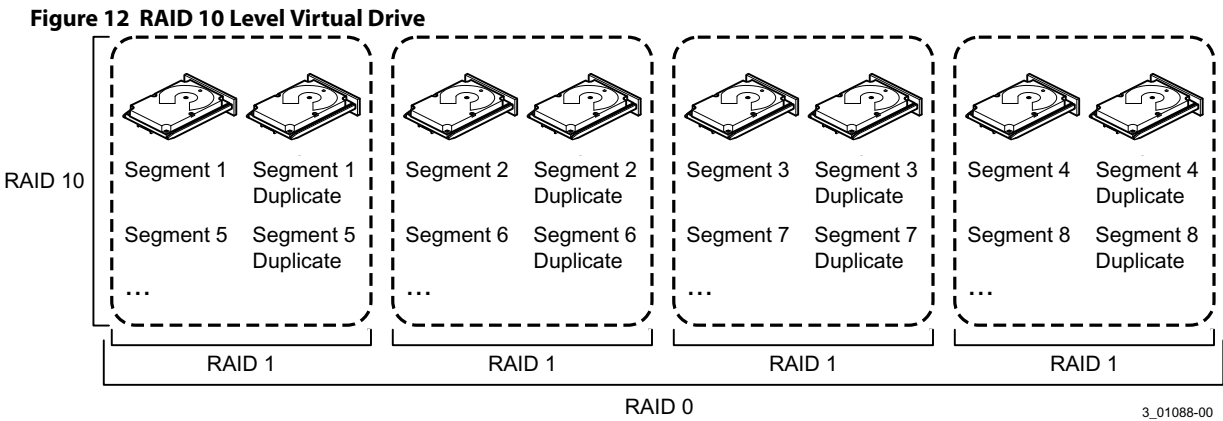 Figure 12 RAID 10 Level Virtual Drive
RAID 10
Segment 1 Segment 1 Duplicate
Segment 5 Segment 5 Duplicate
...
RAID 1
Segment 2 Segment 2 Duplicate
Segment 6 Segment 6 Duplicate
...
RAID 1
Segment 3 Segment 3 Duplicate
Segment 7 Segment 7 Duplicate
...
RAID 1
Segment 4 Segment 4 Duplicate
Segment 8 Segment 8 Duplicate
...
RAID 1
RAID 0
3_01088-00